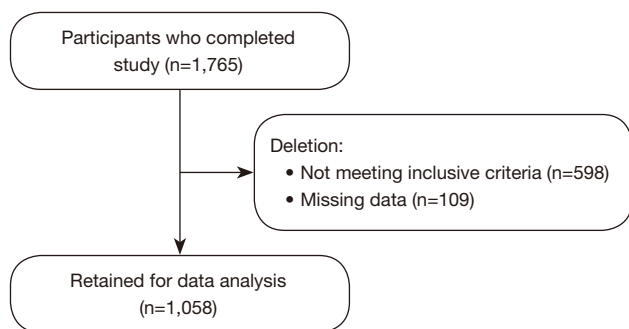 Participants who completed
study (n=1,765)
Deletion:
• Not meeting inclusive criteria (n=598)
• Missing data (n=109)
Retained for data analysis
(n=1,058)